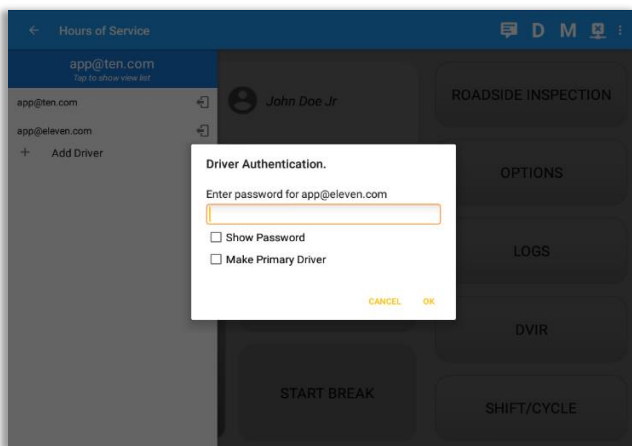 Hours of Service
D M
app@ten.com
Tap to show view list
app@ten.com
app@eleven.com
+ Add Driver
John Doe Jr
ROADSIDE INSPECTION
OPTIONS
LOGS
DVIR
START BREAK
SHIFT/CYCLE
Driver Authentication.
Enter password for app@eleven.com
Show Password
Make Primary Driver
CANCEL OK